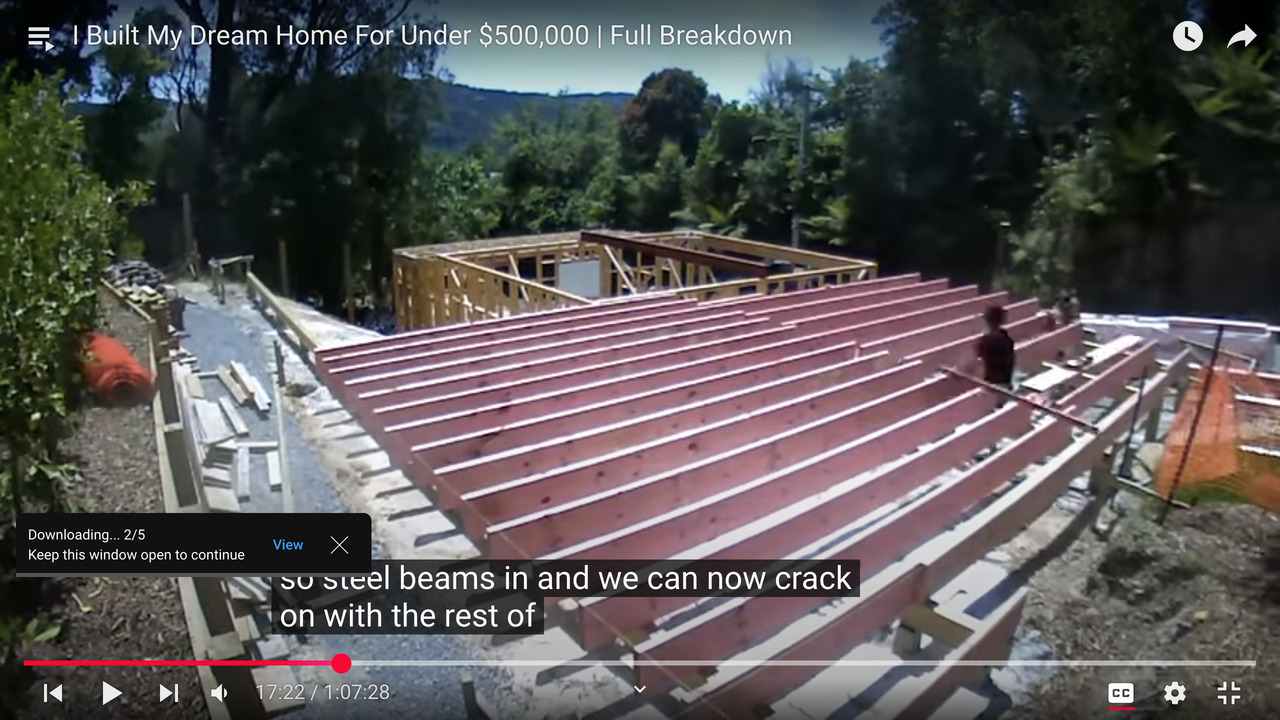 I Built My Dream Home For Under $500,000 | Full Breakdown
Downloading... 2/5
Keep this window open to continue
View
so steel beams in and we can now crack
on with the rest of
17:22 / 1:07:28
CC